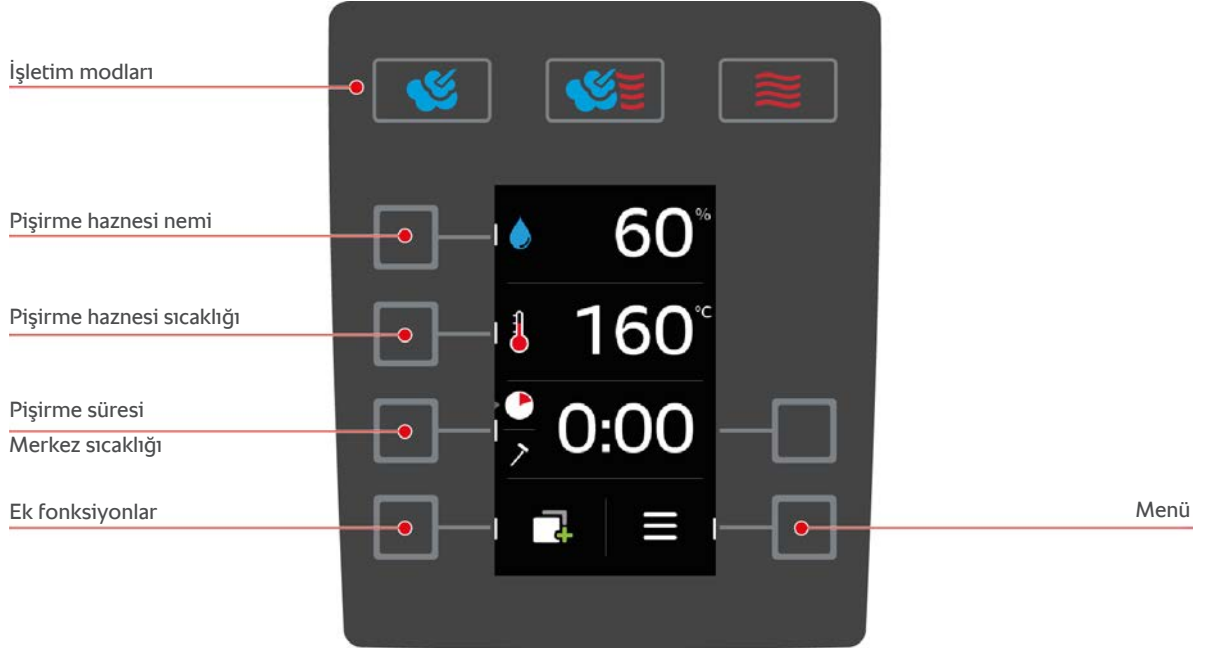 İşletim modları
Pişirme haznesi nemi
60%
Pişirme haznesi sıcaklığı
160°C
Pişirme süresi
0:00
Merkez sıcaklığı
Ek fonksiyonlar
Menü